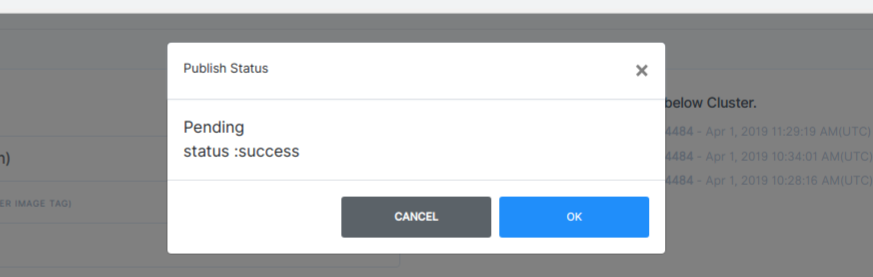 Publish Status
×
below Cluster.
Pending
status :success
4484 - Apr 1, 2019 11:29:19 AM(UTC)
4484 - Apr 1, 2019 10:34:01 AM(UTC)
4484 - Apr 1, 2019 10:28:16 AM(UTC)
ER IMAGE TAG)
CANCEL
OK